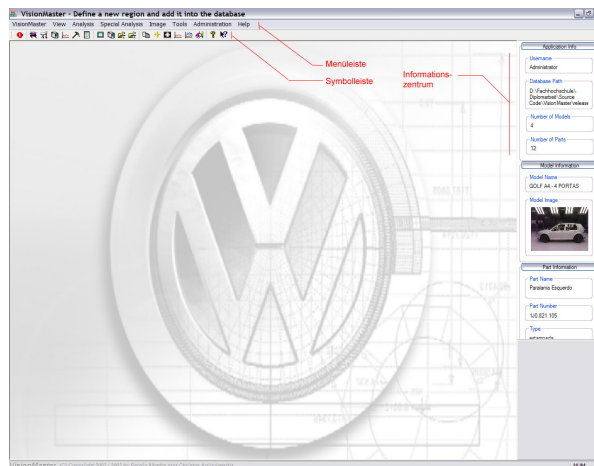 VisionMaster - Define a new region and add it into the database
VisionMaster View Analysis Special Analysis Image Tools Administration Help
Menüleiste
Symbolleiste
Informations-
zentrum
Application Info
Username
Administrator
Database Path
D:\Fachhochschule\
Diplomarbeit\Source
Code\VisionMaster\release
Number of Models
4
Number of Parts
12
Model Information
Model Name
GOLF A4 - 4 PORTAS
Model Image
Part Information
Part Name
Paralama Esquerdo
Part Number
1J0.821.105
Type
VisionMaster (C) Copyright
NUM